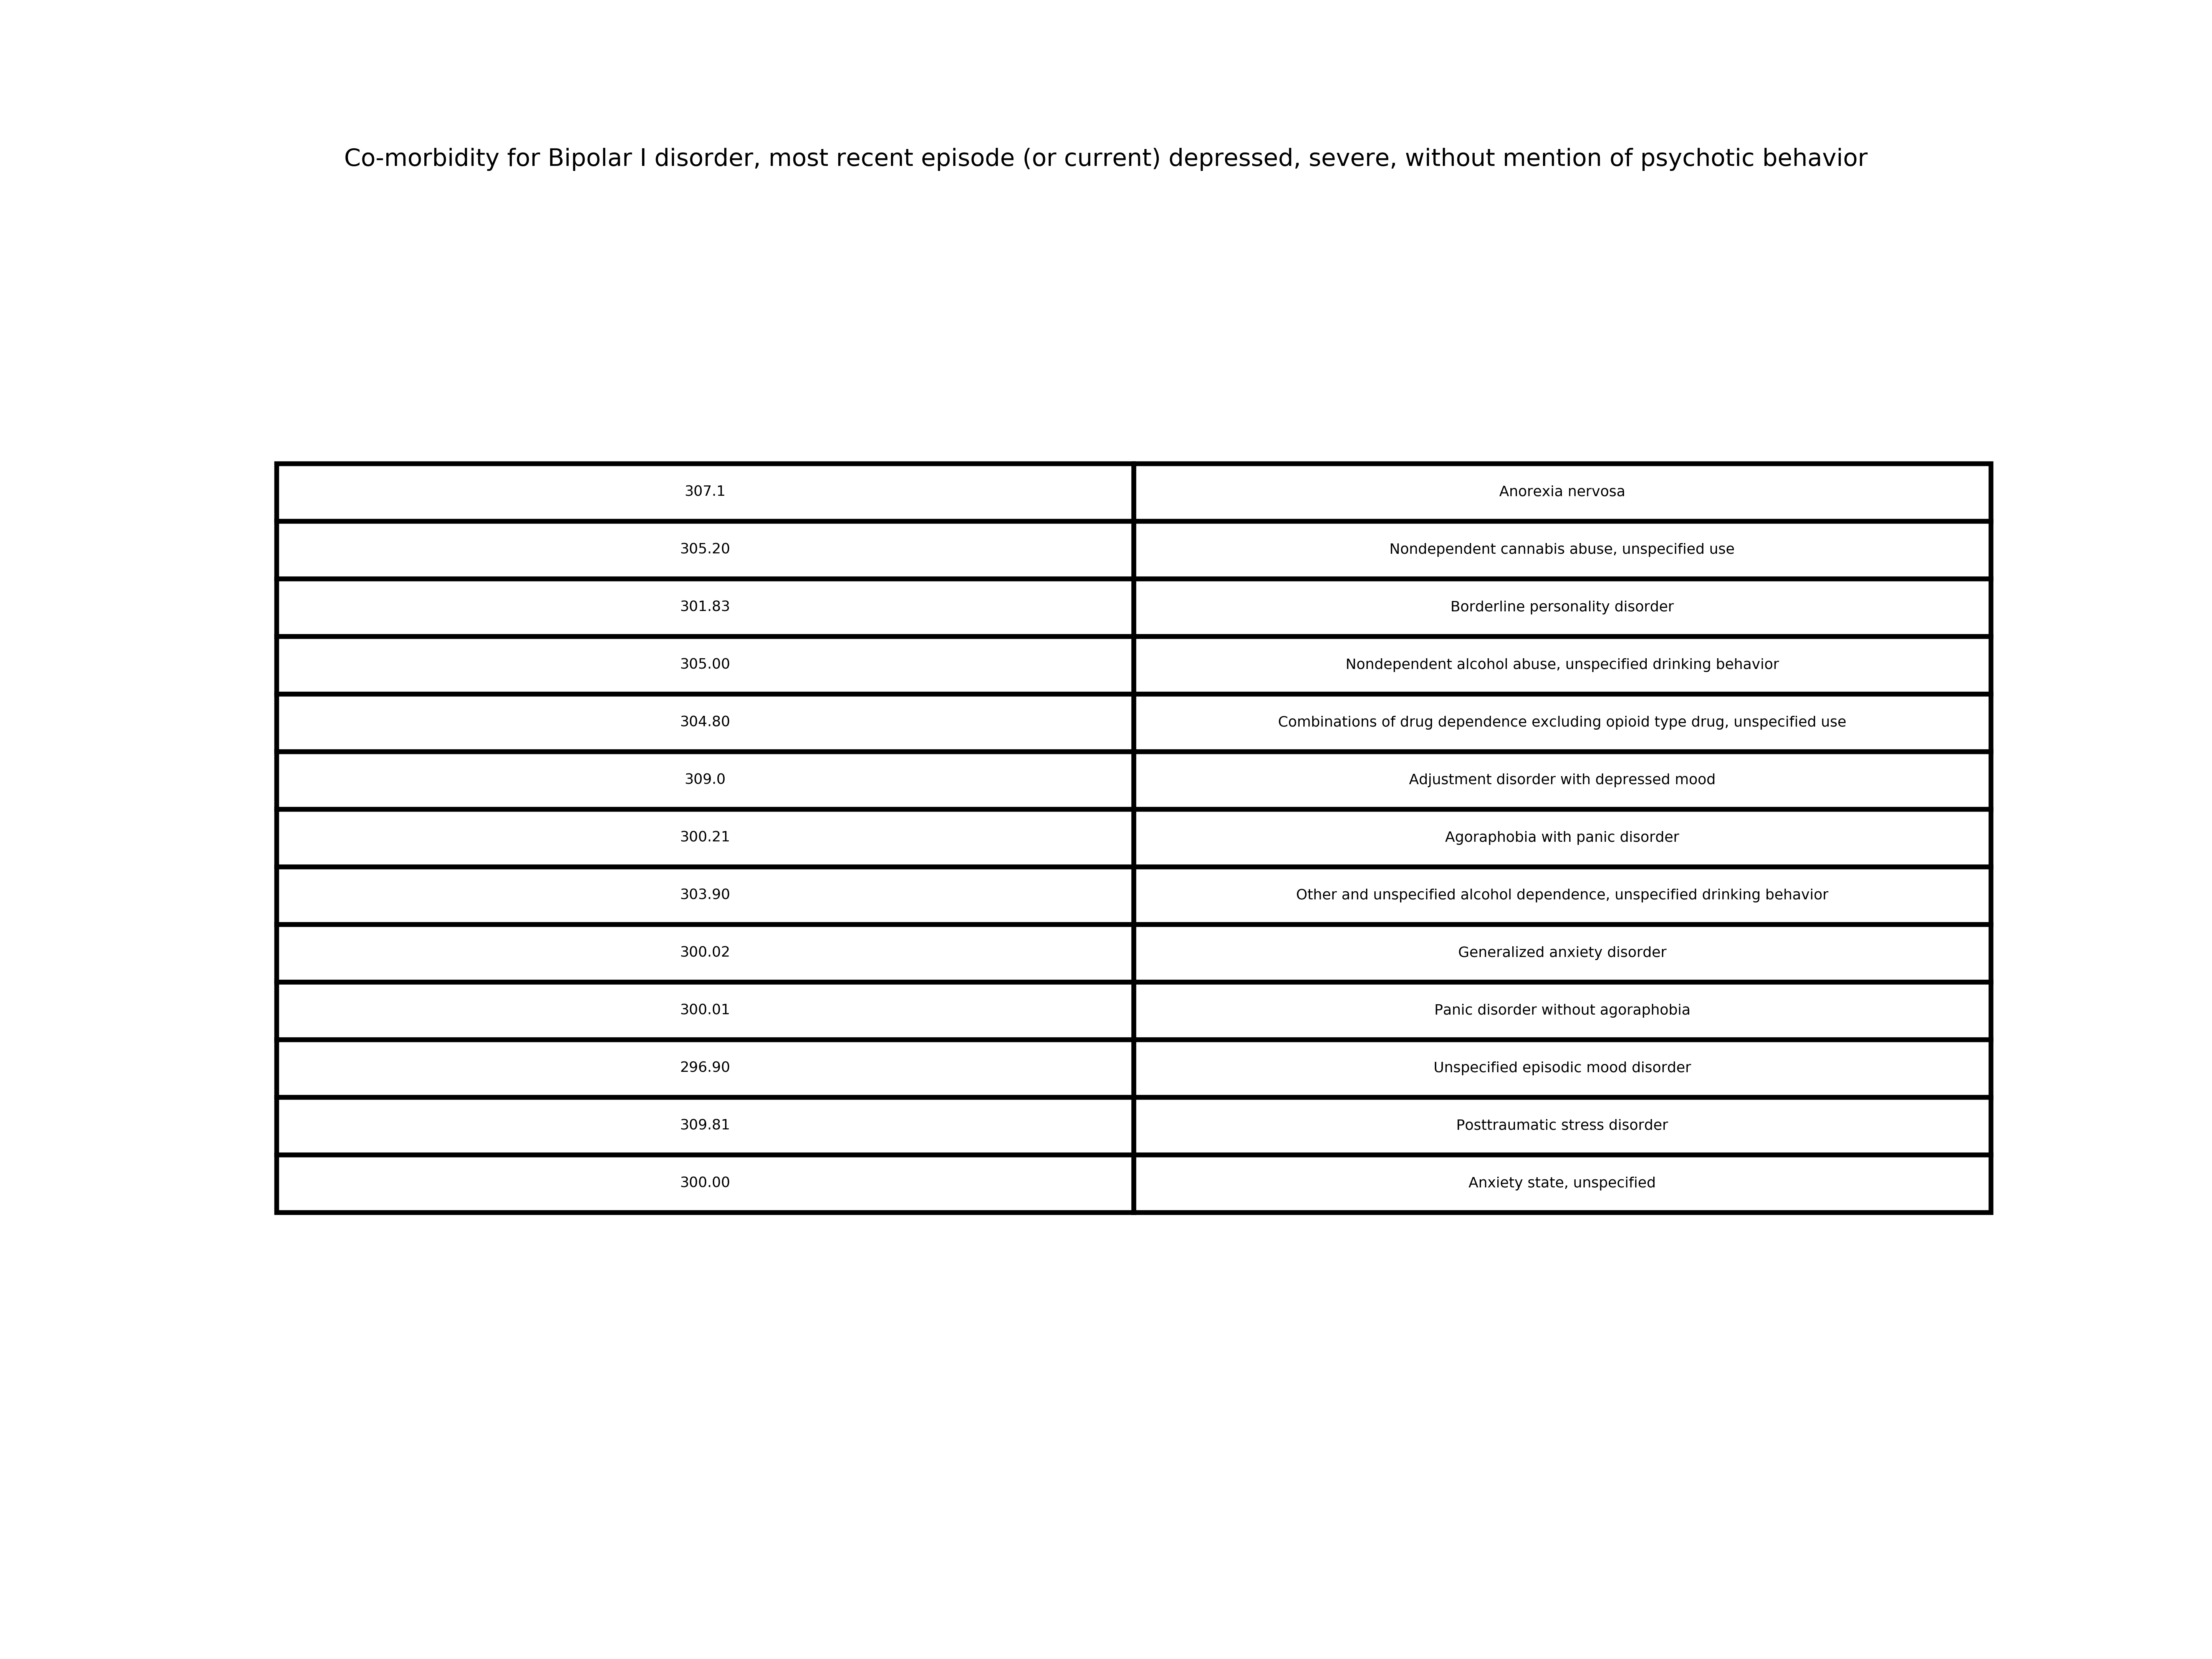 Co-morbidity for Bipolar I disorder, most recent episode (or current) depressed, severe, without mention of psychotic behavior
307.1 Anorexia nervosa
305.20 Nondependent cannabis abuse, unspecified use
301.83 Borderline personality disorder
305.00 Nondependent alcohol abuse, unspecified drinking behavior
304.80 Combinations of drug dependence excluding opioid type drug, unspecified use
309.0 Adjustment disorder with depressed mood
300.21 Agoraphobia with panic disorder
303.90 Other and unspecified alcohol dependence, unspecified drinking behavior
300.02 Generalized anxiety disorder
300.01 Panic disorder without agoraphobia
296.90 Unspecified episodic mood disorder
309.81 Posttraumatic stress disorder
300.00 Anxiety state, unspecified